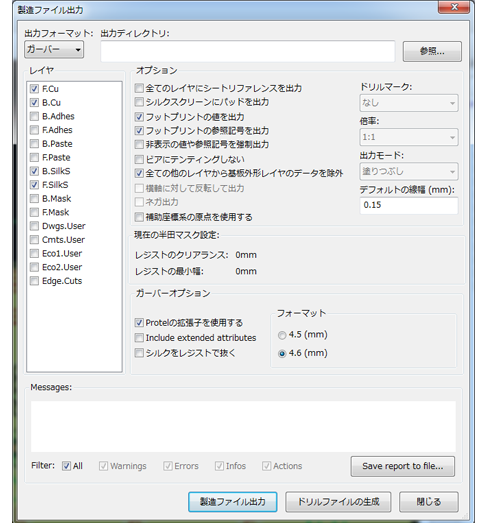 製造ファイル出力
出力フォーマット: 出力ディレクトリ:
ガーバー
参照...
レイヤ
F.Cu
B.Cu
B.Adhes
F.Adhes
B.Paste
F.Paste
B.SilkS
F.SilkS
B.Mask
F.Mask
Dwgs.User
Cmts.User
Eco1.User
Eco2.User
Edge.Cuts
オプション
全てのレイヤにシートリファレンスを出力
シルクスクリーンにパッドを出力
フットプリントの値を出力
フットプリントの参照記号を出力
非表示の値や参照記号を強制出力
ビアにテンティングしない
全ての他のレイヤから基板外形レイヤのデータを除外
横軸に対して反転して出力
ネガ出力
補助座標系の原点を使用する
ドリルマーク:
なし
倍率:
1:1
出力モード:
塗りつぶし
デフォルトの線幅 (mm):
0.15
現在の半田マスク設定:
レジストのクリアランス: 0mm
レジストの最小幅: 0mm
ガーバーオプション
Protelの拡張子を使用する
Include extended attributes
シルクをレジストで抜く
フォーマット
4.5 (mm)
4.6 (mm)
Messages:
Filter: All Warnings Errors Infos Actions
Save report to file...
製造ファイル出力
ドリルファイルの生成
閉じる